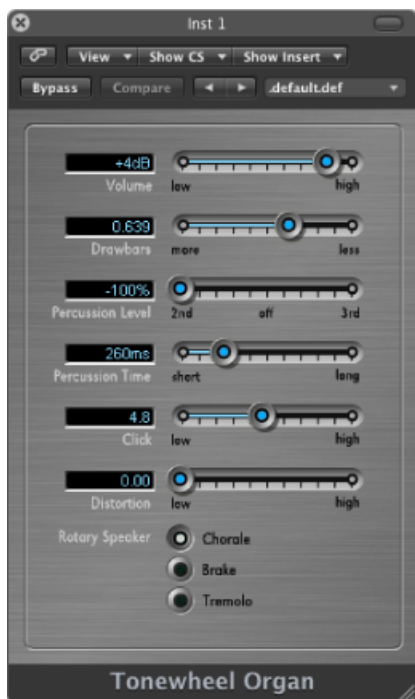 Inst 1
View Show CS Show Insert
Bypass Compare .default.def
+4dB
Volume low high
0.639
Drawbars more less
-100%
Percussion Level 2nd off 3rd
260ms
Percussion Time short long
4.8
Click low high
0.00
Distortion low high
Rotary Speaker Chorale
Brake
Tremolo
Tonewheel Organ